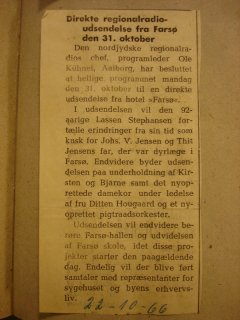 Direkte regionalradio-
udsendelse fra Farsø
den 31. oktober
Den nordjydske regionalra-
dios chef, programleder Ole
Kühnel, Aalborg, har besluttet
at hellige programmet mandag
den 31. oktober til en direkte
udsendelse fra hotel »Farsø«.
I udsendelsen vil den 92-
aarige Lassen Stephansen for-
tælle erindringer fra sin tid som
kusk for Johs. V. Jensen og Thit
Jensens far, der var dyrlæge i
Farsø. Endvidere byder udsen-
delsen paa underholdning af Kir-
sten og Bjarne samt det nyop-
rettede damekor under ledelse
af fru Ditten Hougaard og et ny-
oprettet pigtraadsorkester.
Udsendelsen vil endvidere be-
røre Farsø-hallen og udvidelsen
af Farsø skole, idet disse pro-
jekter starter den paagældende
dag. Endelig vil der blive ført
samtaler med repræsentanter for
sygehuset og byens erhvervs-
liv.
22-10-66